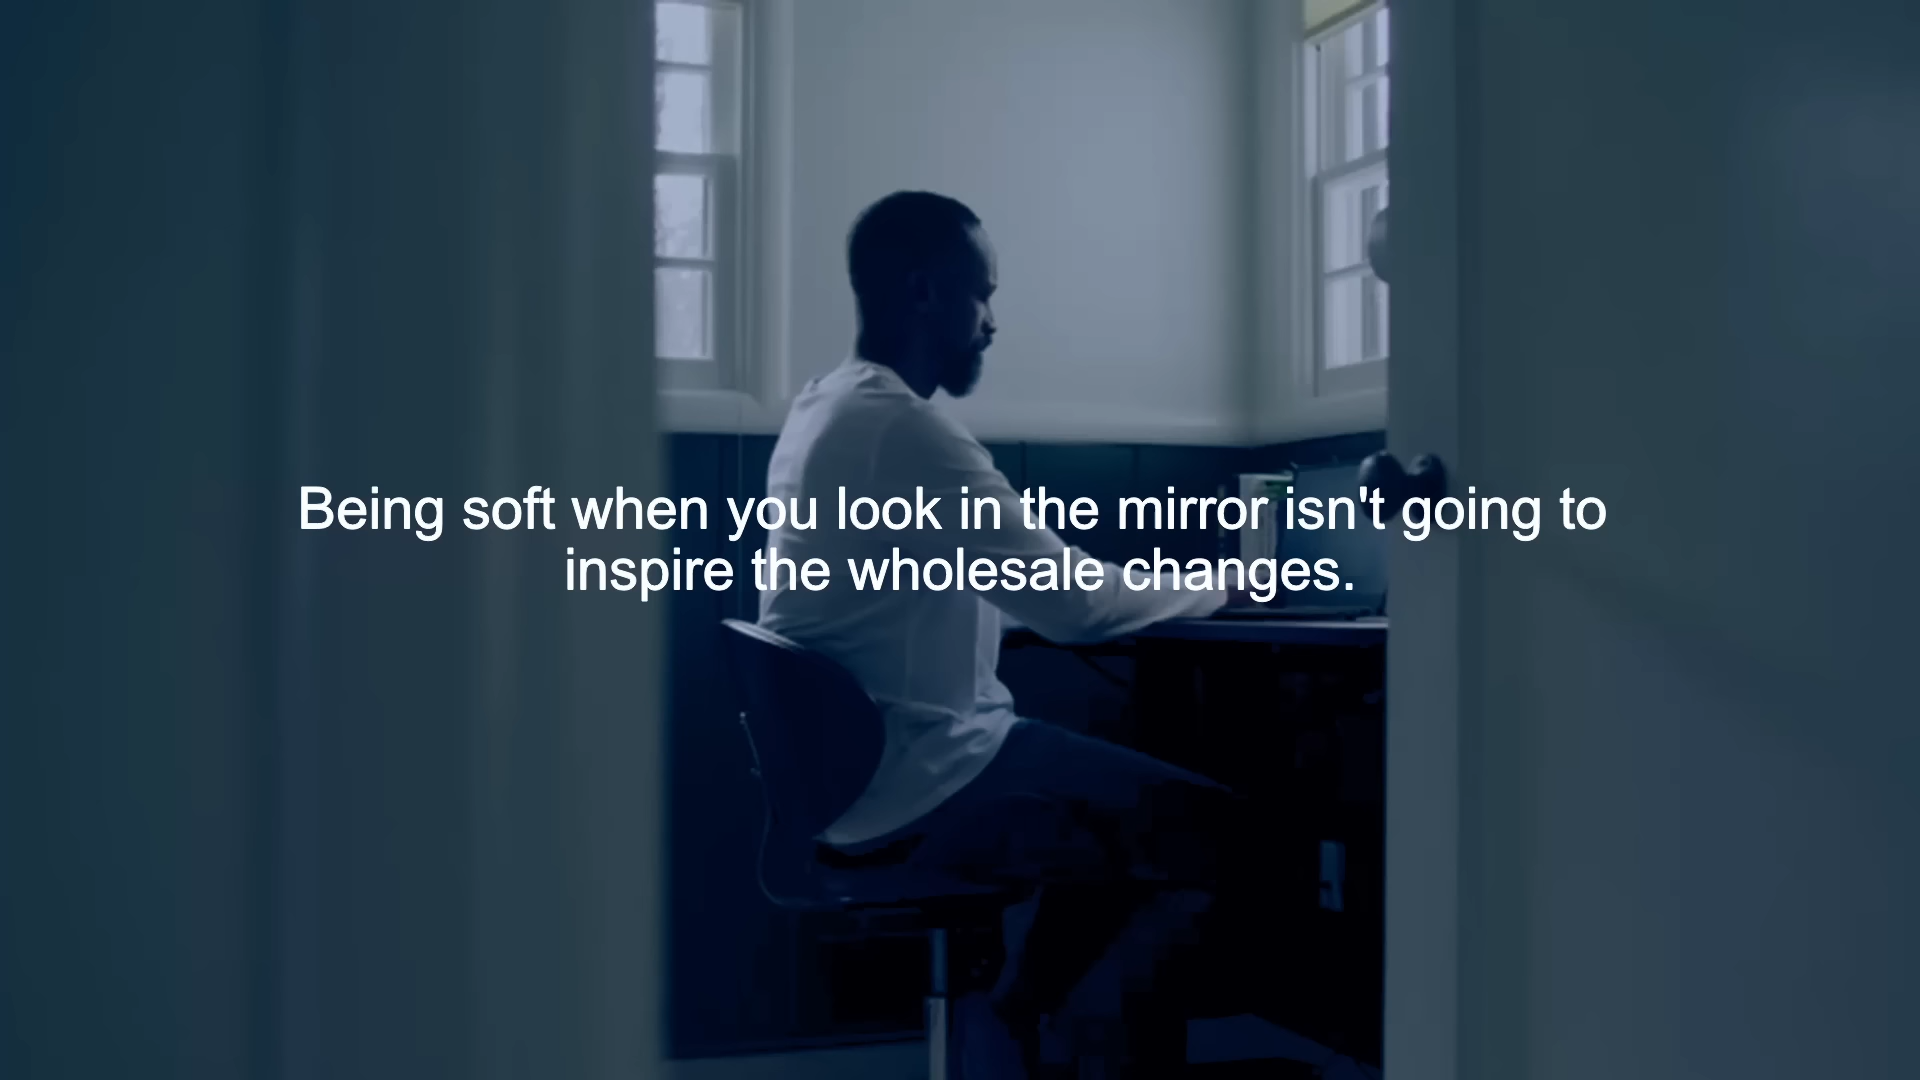 Being soft when you look in the mirror isn't going to
inspire the wholesale changes.